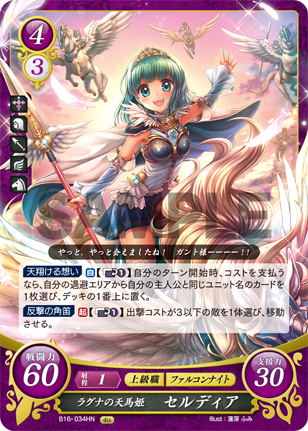 4
3
SAMPLE
やっと、やっと会えましたね! ガント様ーーーー!!
天翔ける想い 自【1】自分のターン開始時、コストを支払うなら、自分の退避エリアから自分の主人公と同じユニット名のカードを1枚選び、デッキの1番上に置く。
反撃の角笛 起【1】出撃コストが3以下の敵を1体選び、移動させる。
戦闘力
60
射程 1
上級職
ファルコンナイト
支援力
30
ラグナの天馬姫 セルディア
B16-034HN
Illust:蓮深 ふみ